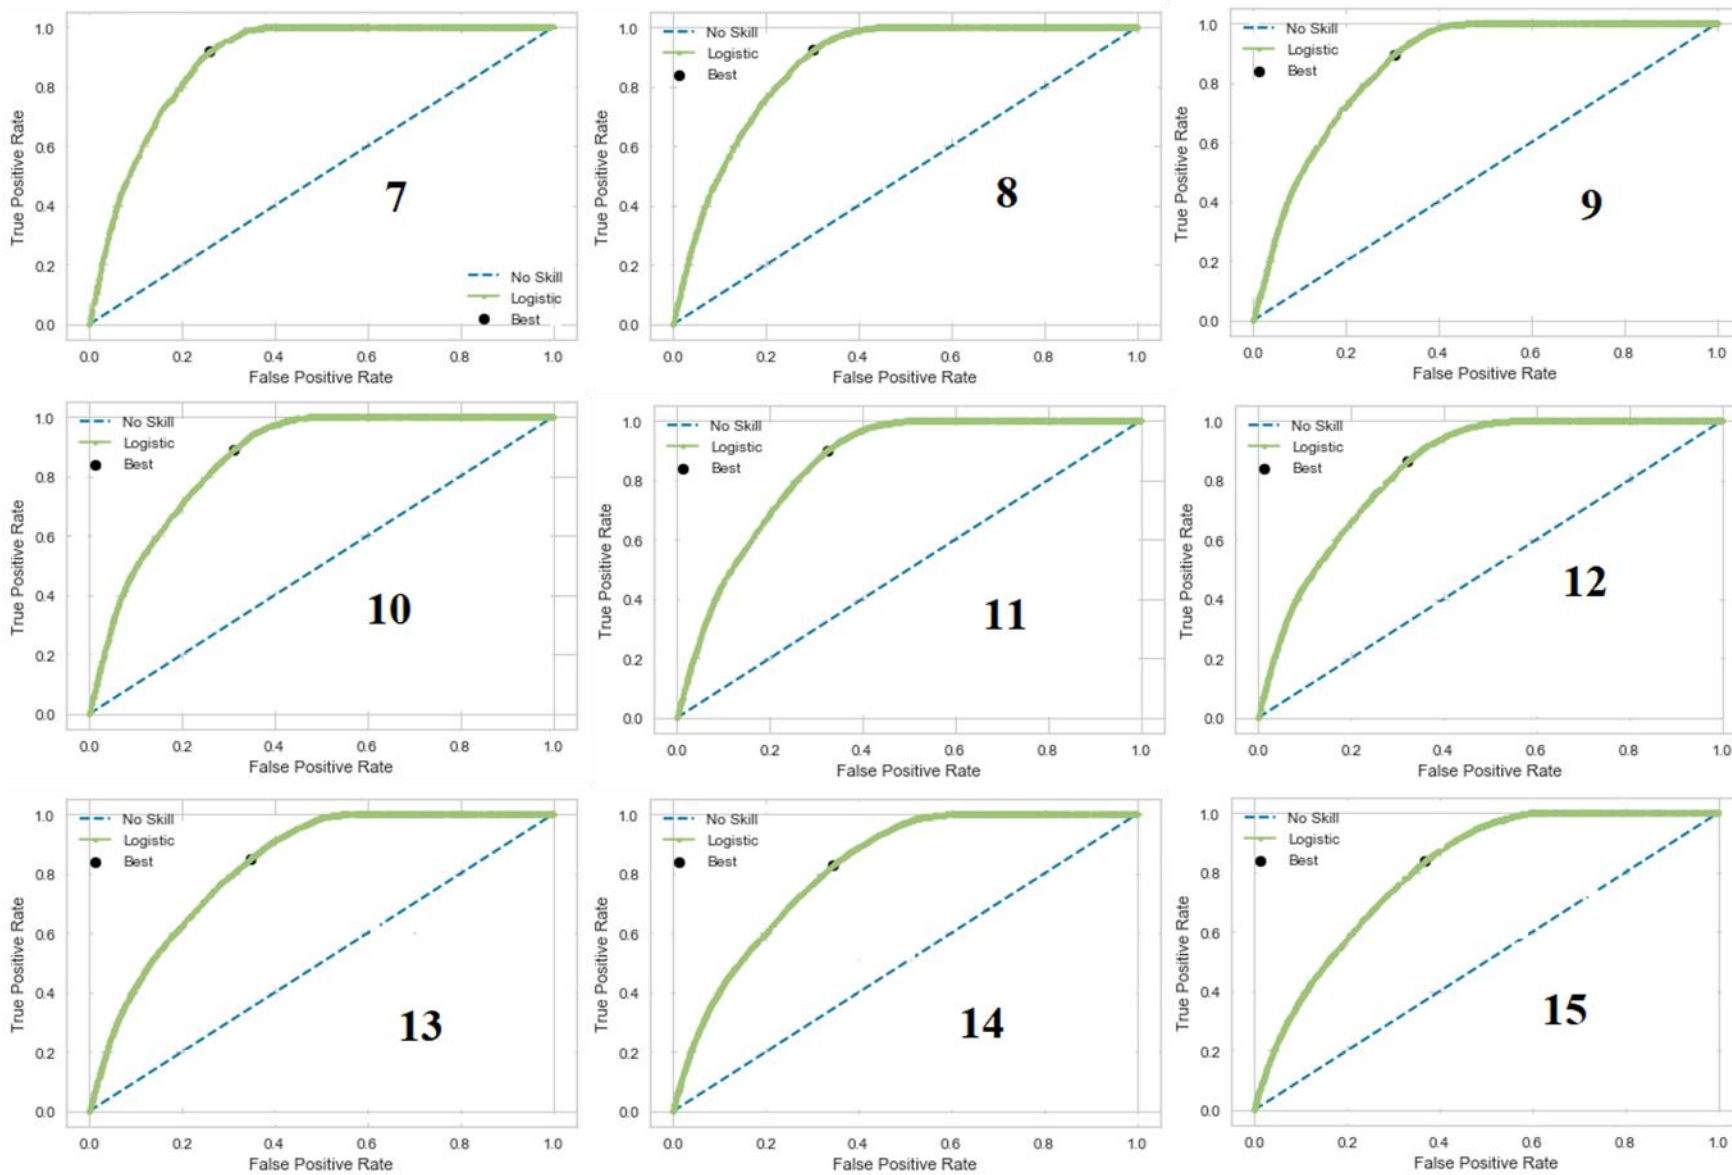 1.0
0.8
0.6
0.4
0.2
0.0
True Positive Rate
7
No Skill
Logistic
Best
0.0 0.2 0.4 0.6 0.8 1.0
False Positive Rate
1.0
0.8
0.6
0.4
0.2
0.0
True Positive Rate
No Skill
Logistic
Best
8
0.0 0.2 0.4 0.6 0.8 1.0
False Positive Rate
1.0
0.8
0.6
0.4
0.2
0.0
True Positive Rate
No Skill
Logistic
Best
9
0.0 0.2 0.4 0.6 0.8 1.0
False Positive Rate
1.0
0.8
0.6
0.4
0.2
0.0
True Positive Rate
No Skill
Logistic
Best
10
0.0 0.2 0.4 0.6 0.8
False Positive Rate
1.0
0.8
0.6
0.4
0.2
0.0
True Positive Rate
No Skill
Logistic
Best
11
0.0 0.2 0.4 0.6 0.8 1.0
False Positive Rate
1.0
0.8
0.6
0.4
0.2
0.0
True Positive Rate
No Skill
Logistic
Best
12
0.0 0.2 0.4 0.6 0.8 1.0
False Positive Rate
1.0
0.8
0.6
0.4
0.2
0.0
True Positive Rate
No Skill
Logistic
Best
13
0.0 0.2 0.4 0.6 0.8 1.0
False Positive Rate
1.0
0.8
0.6
0.4
0.2
0.0
True Positive Rate
No Skill
Logistic
Best
14
0.0 0.2 0.4 0.6 0.8 1.0
False Positive Rate
1.0
0.8
0.6
0.4
0.2
0.0
True Positive Rate
No Skill
Logistic
Best
15
0.0 0.2 0.4 0.6 0.8 1.0
False Positive Rate